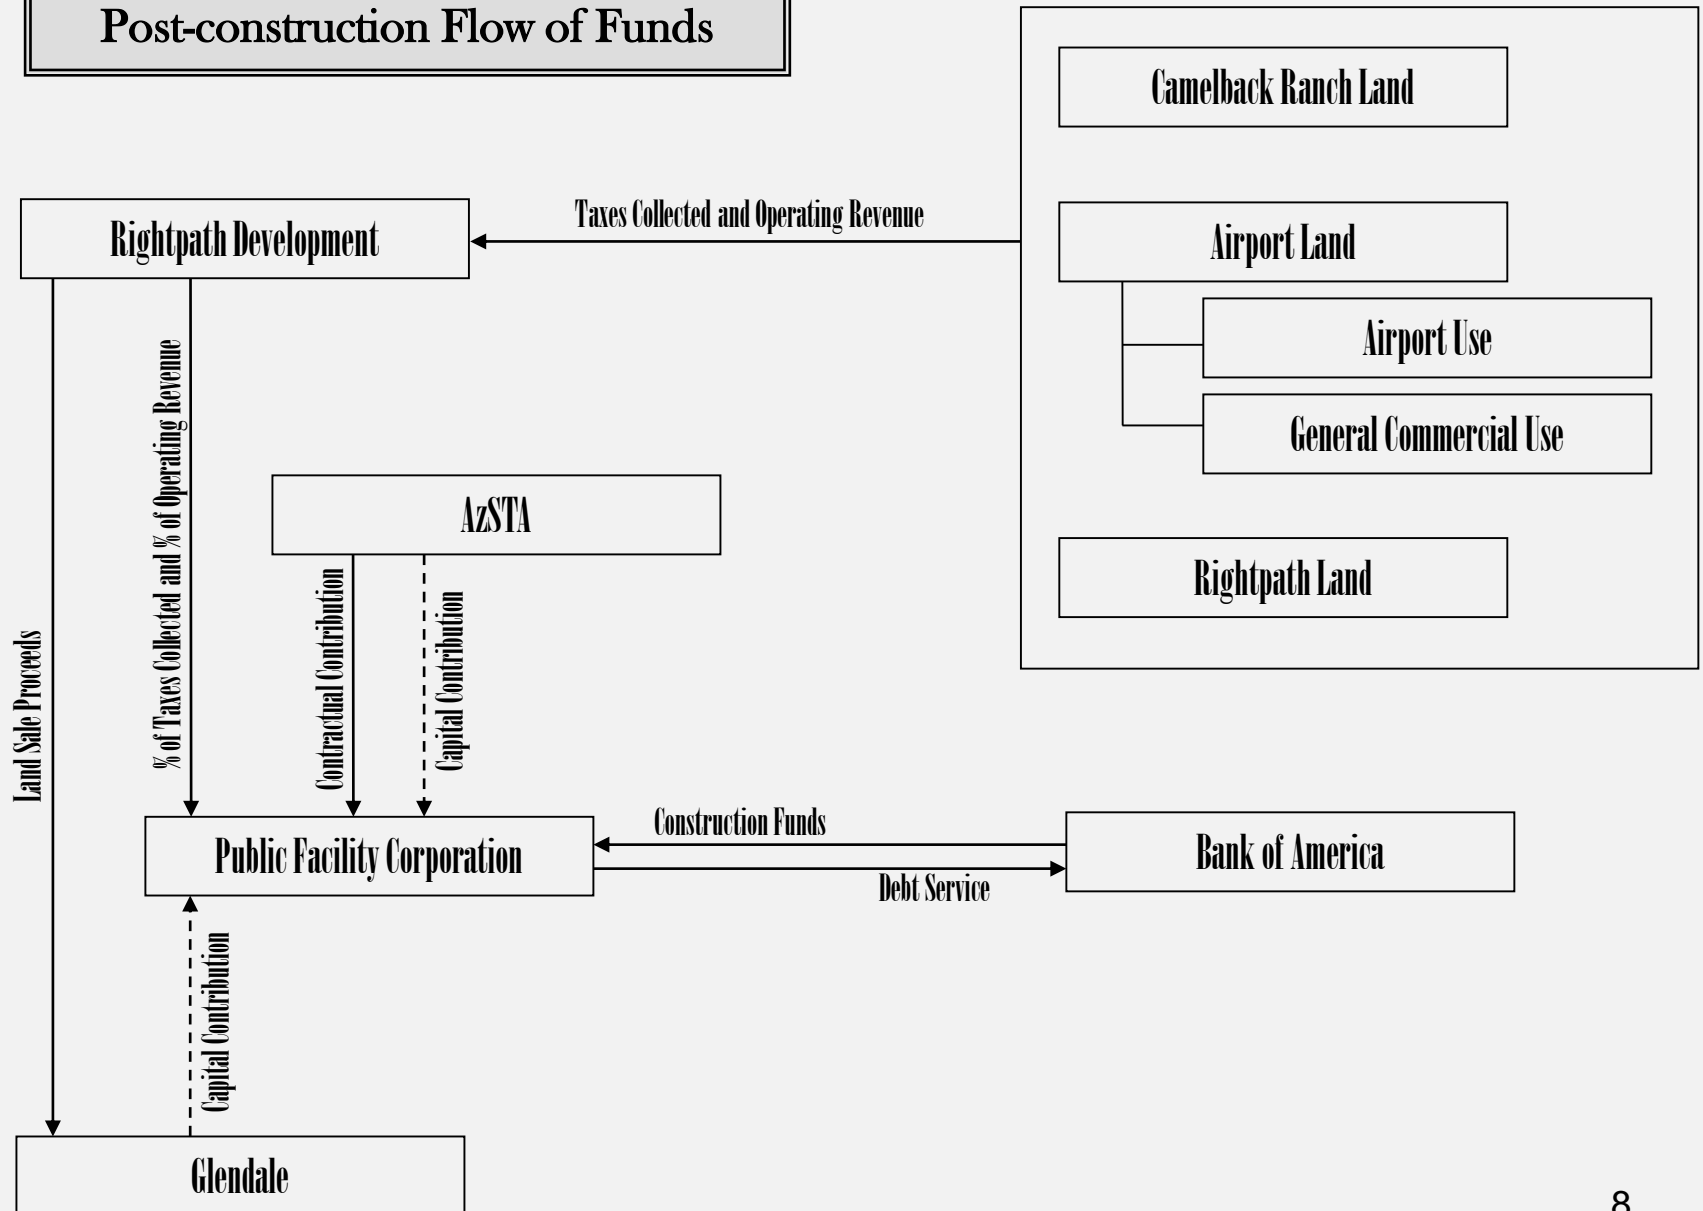 Post-construction Flow of Funds
Camelback Ranch Land
Rightpath Development
Taxes Collected and Operating Revenue
Airport Land
Airport Use
General Commercial Use
Rightpath Land
AzSTA
Land Sale Proceeds
% of Taxes Collected and % of Operating Revenue
Contractual Contribution
Capital Contribution
Public Facility Corporation
Construction Funds
Debt Service
Bank of America
Capital Contribution
Glendale
8